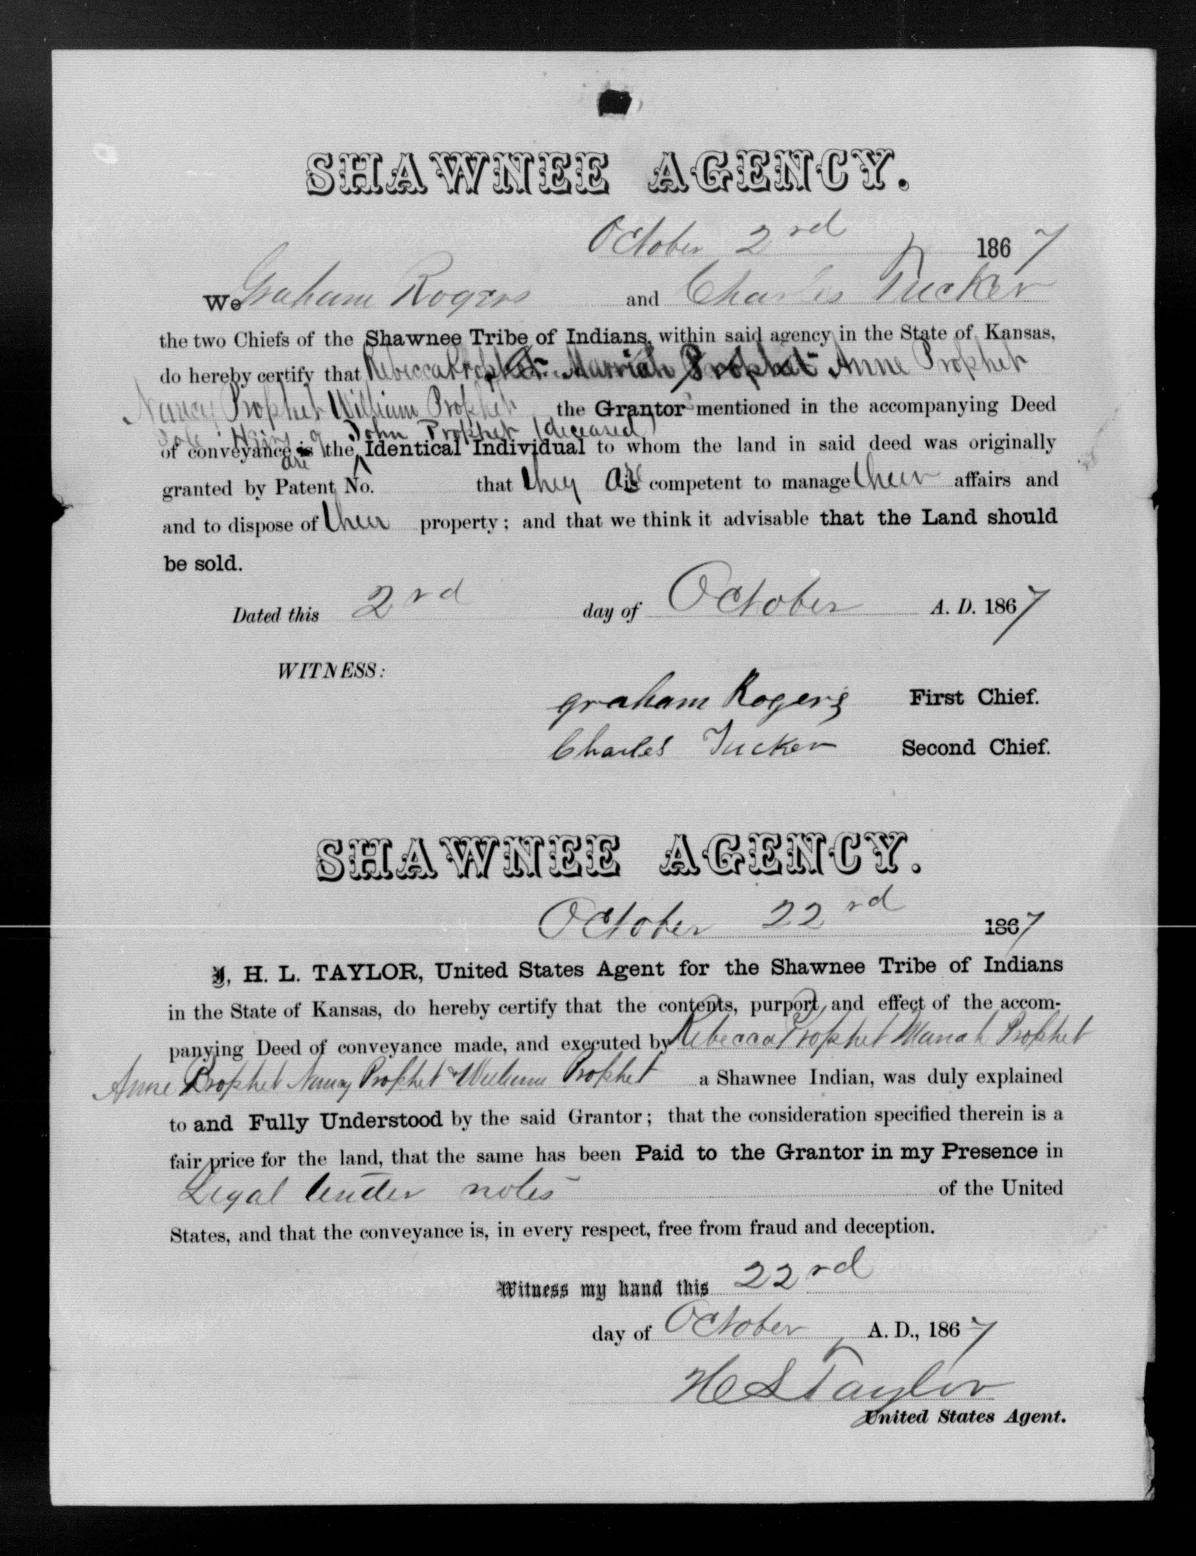 SHAWNEE AGENCY.
October 2rd 1867
We Graham Rogers and Charles Tucker
the two Chiefs of the Shawnee Tribe of Indians, within said agency in the State of Kansas,
do hereby certify that Rebecca Prophet Marriah Prophet Anne Prophet
Nancy Prophet William Prophet the Grantors mentioned in the accompanying Deed
Sole Heirs of John Prophet (deceased)
of conveyance is the Identical Individual to whom the land in said deed was originally
are
granted by Patent No. that they are competent to manage their affairs and
and to dispose of their property; and that we think it advisable that the Land should
be sold.
Dated this 2rd day of October A. D. 1867
WITNESS:
graham Rogers First Chief.
Charles Tucker Second Chief.
SHAWNEE AGENCY.
October 22rd 1867
I, H. L. TAYLOR, United States Agent for the Shawnee Tribe of Indians
in the State of Kansas, do hereby certify that the contents, purport and effect of the accom-
panying Deed of conveyance made, and executed by Rebecca Prophet Mariah Prophet
Anne Prophet Nancy Prophet & William Prophet a Shawnee Indian, was duly explained
to and Fully Understood by the said Grantor; that the consideration specified therein is a
fair price for the land, that the same has been Paid to the Grantor in my Presence in
Legal tender notes of the United
States, and that the conveyance is, in every respect, free from fraud and deception.
Witness my hand this 22rd
day of October A. D., 1867
H L Taylor
United States Agent.